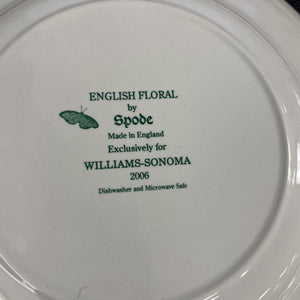 ENGLISH FLORAL
by
Spode
Made in England
Exclusively for
WILLIAMS-SONOMA
2006
Dishwasher and Microwave Safe